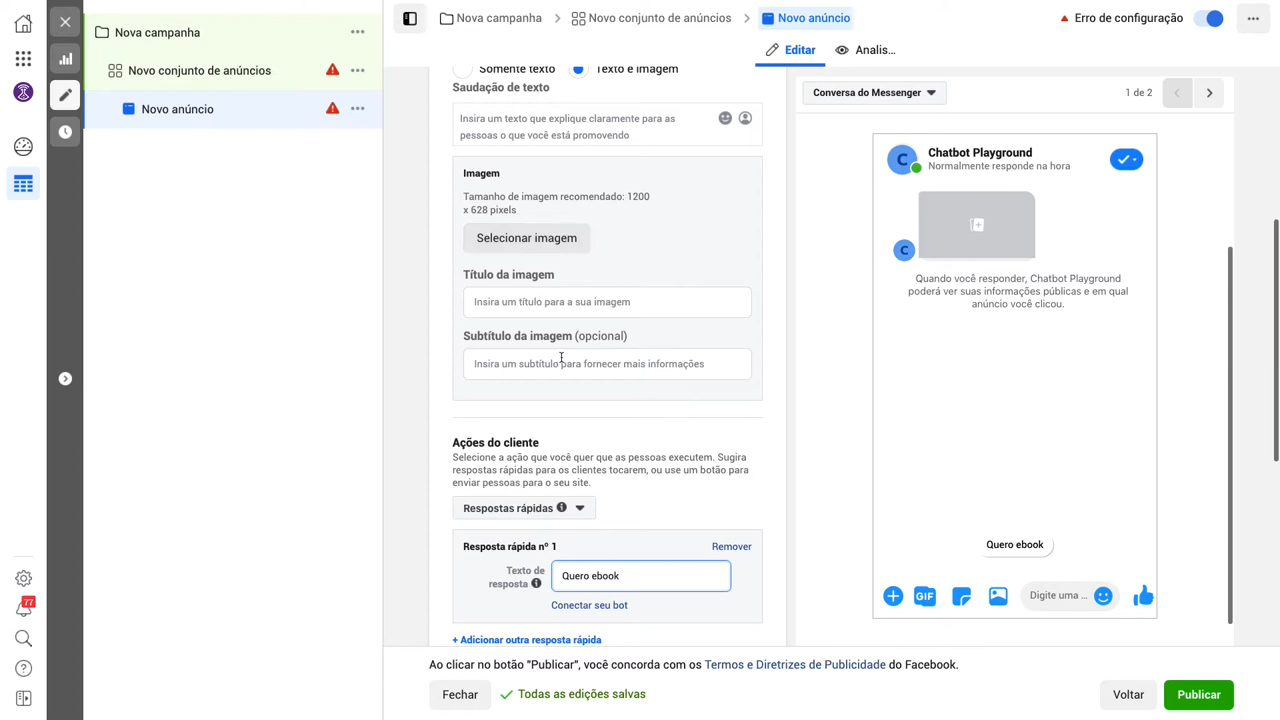 Nova campanha
Novo conjunto de anúncios
Novo anúncio
77
Nova campanha
Novo conjunto de anúncios
Novo anúncio
Erro de configuração
Editar
Analis...
Somente texto
Texto e imagem
Saudação de texto
Insira um texto que explique claramente para as
pessoas o que você está promovendo
Imagem
Tamanho de imagem recomendado: 1200
x 628 pixels
Selecionar imagem
Título da imagem
Insira um título para a sua imagem
Subtítulo da imagem (opcional)
Insira um subtítulo para fornecer mais informações
Ações do cliente
Selecione a ação que você quer que as pessoas executem. Sugira
respostas rápidas para os clientes tocarem, ou use um botão para
enviar pessoas para o seu site.
Respostas rápidas
Resposta rápida nº 1
Remover
Texto de
resposta
Quero ebook
Conectar seu bot
+ Adicionar outra resposta rápida
Conversa do Messenger
1 de 2
C
Chatbot Playground
Normalmente responde na hora
C
Quando você responder, Chatbot Playground
poderá ver suas informações públicas e em qual
anúncio você clicou.
Quero ebook
GIF
Digite uma ...
Ao clicar no botão "Publicar", você concorda com os Termos e Diretrizes de Publicidade do Facebook.
Fechar
Todas as edições salvas
Voltar
Publicar